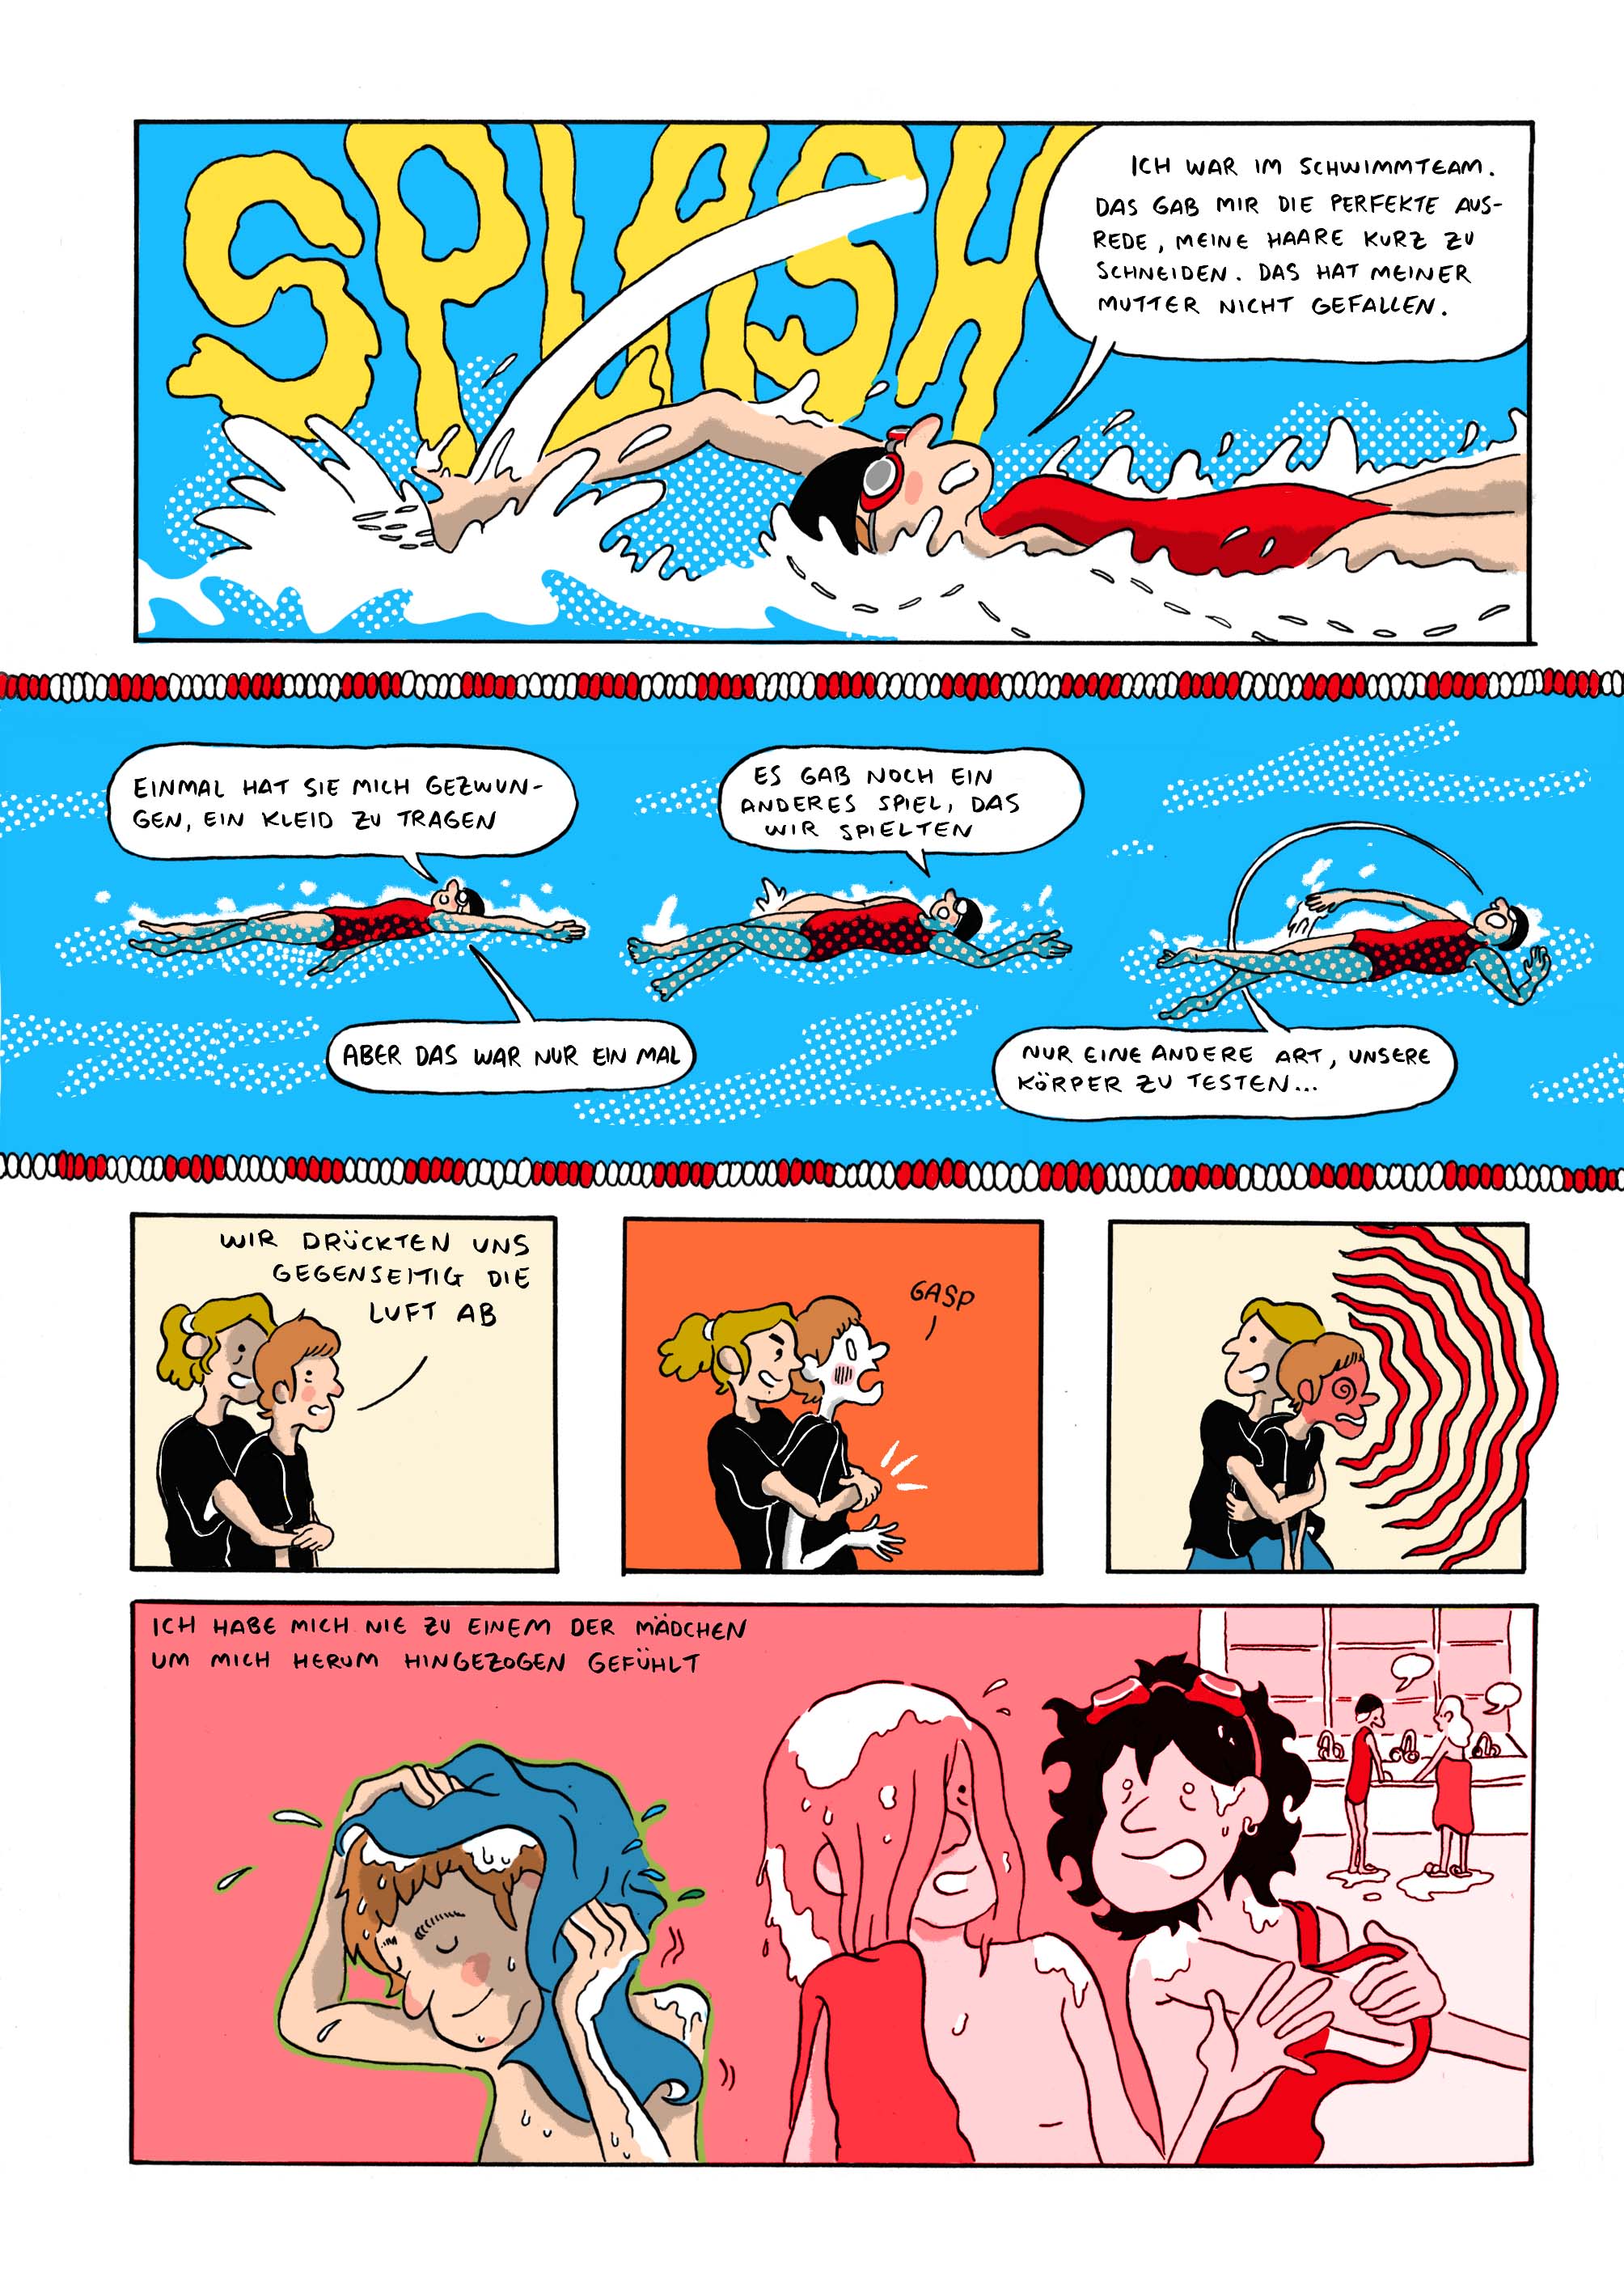 SPLASH
ICH WAR IM SCHWIMMTEAM.
DAS GAB MIR DIE PERFEKTE AUS-
REDE, MEINE HAARE KURZ ZU
SCHNEIDEN. DAS HAT MEINER
MUTTER NICHT GEFALLEN.
EINMAL HAT SIE MICH GEZWUN-
GEN, EIN KLEID ZU TRAGEN
ABER DAS WAR NUR EIN MAL
ES GAB NOCH EIN
ANDERES SPIEL, DAS
WIR SPIELTEN
NUR EINE ANDERE ART, UNSERE
KÖRPER ZU TESTEN...
WIR DRÜCKTEN UNS
GEGENSEITIG DIE
LUFT AB
GASP
ICH HABE MICH NIE ZU EINEM DER MÄDCHEN
UM MICH HERUM HINGEZOGEN GEFÜHLT